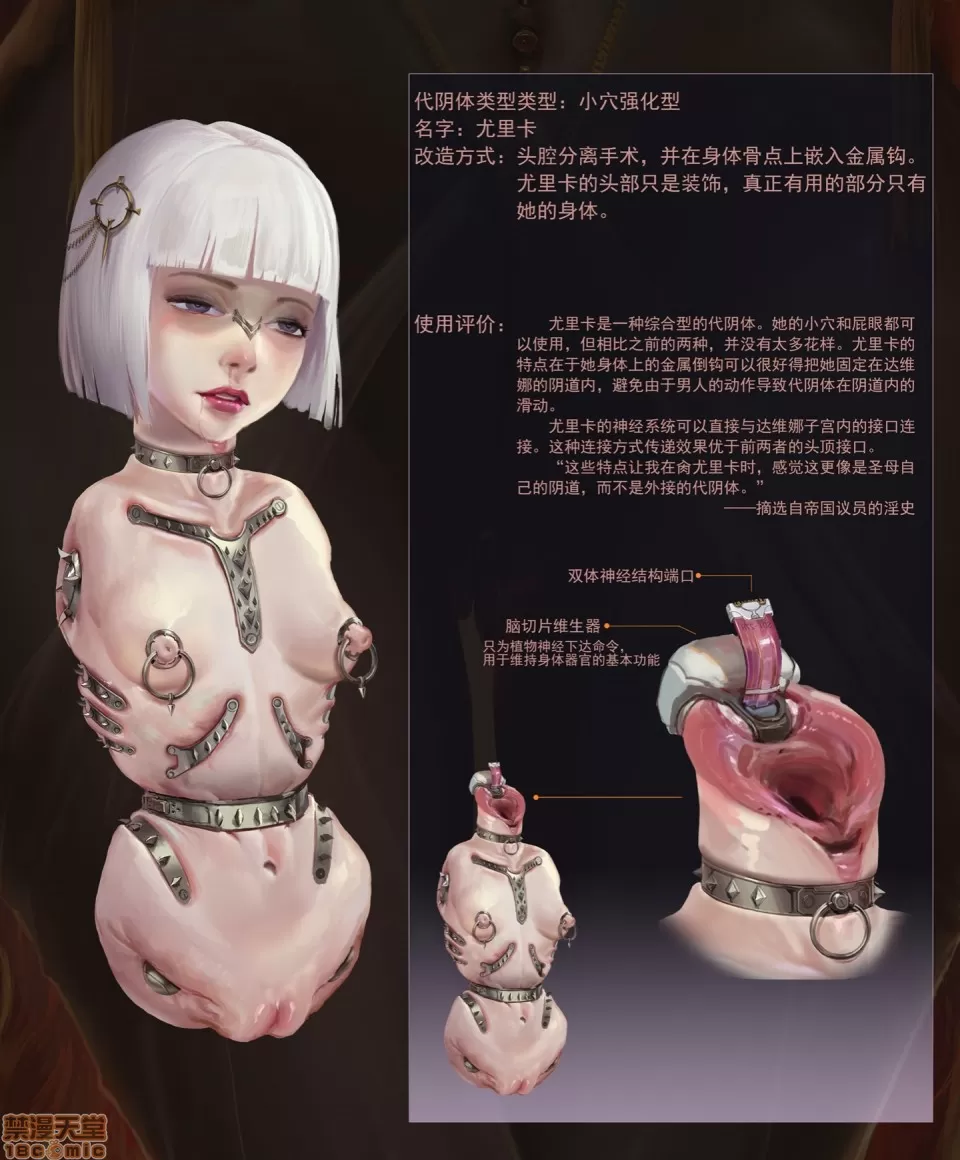 代阴体类型类型：小穴强化型
名字：尤里卡
改造方式：头腔分离手术，并在身体骨点上嵌入金属钩。
尤里卡的头部只是装饰，真正有用的部分只有
她的身体。
使用评价：
尤里卡是一种综合型的代阴体。她的小穴和屁眼都可
以使用，但相比之前的两种，并没有太多花样。尤里卡的
特点在于她身体上的金属倒钩可以很好得把她固定在达维
娜的阴道内，避免由于男人的动作导致代阴体在阴道内的
滑动。
尤里卡的神经系统可以直接与达维娜子宫内的接口连
接。这种连接方式传递效果优于前两者的头顶接口。
“这些特点让我在肏尤里卡时，感觉这更像是圣母自
己的阴道，而不是外接的代阴体。”
——摘选自帝国议员的淫史
双体神经结构端口
脑切片维生器
只为植物神经下达命令，
用于维持身体器官的基本功能
禁漫天堂
18comic